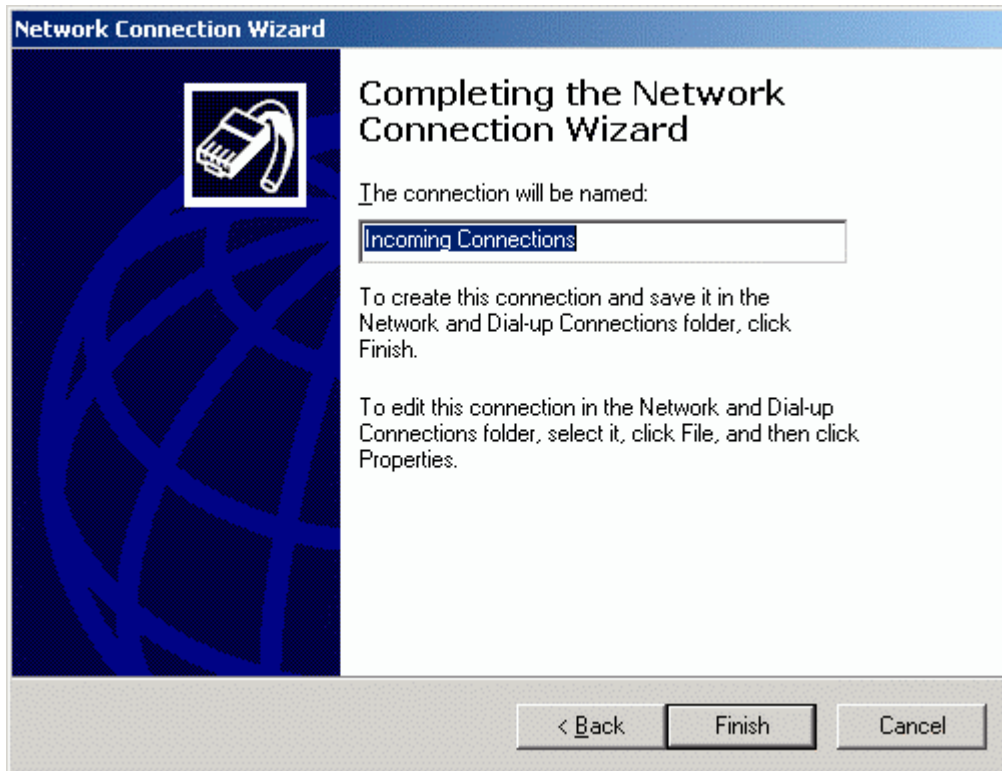 Network Connection Wizard
Completing the Network
Connection Wizard
The connection will be named:
Incoming Connections
To create this connection and save it in the
Network and Dial-up Connections folder, click
Finish.
To edit this connection in the Network and Dial-up
Connections folder, select it, click File, and then click
Properties.
< Back
Finish
Cancel